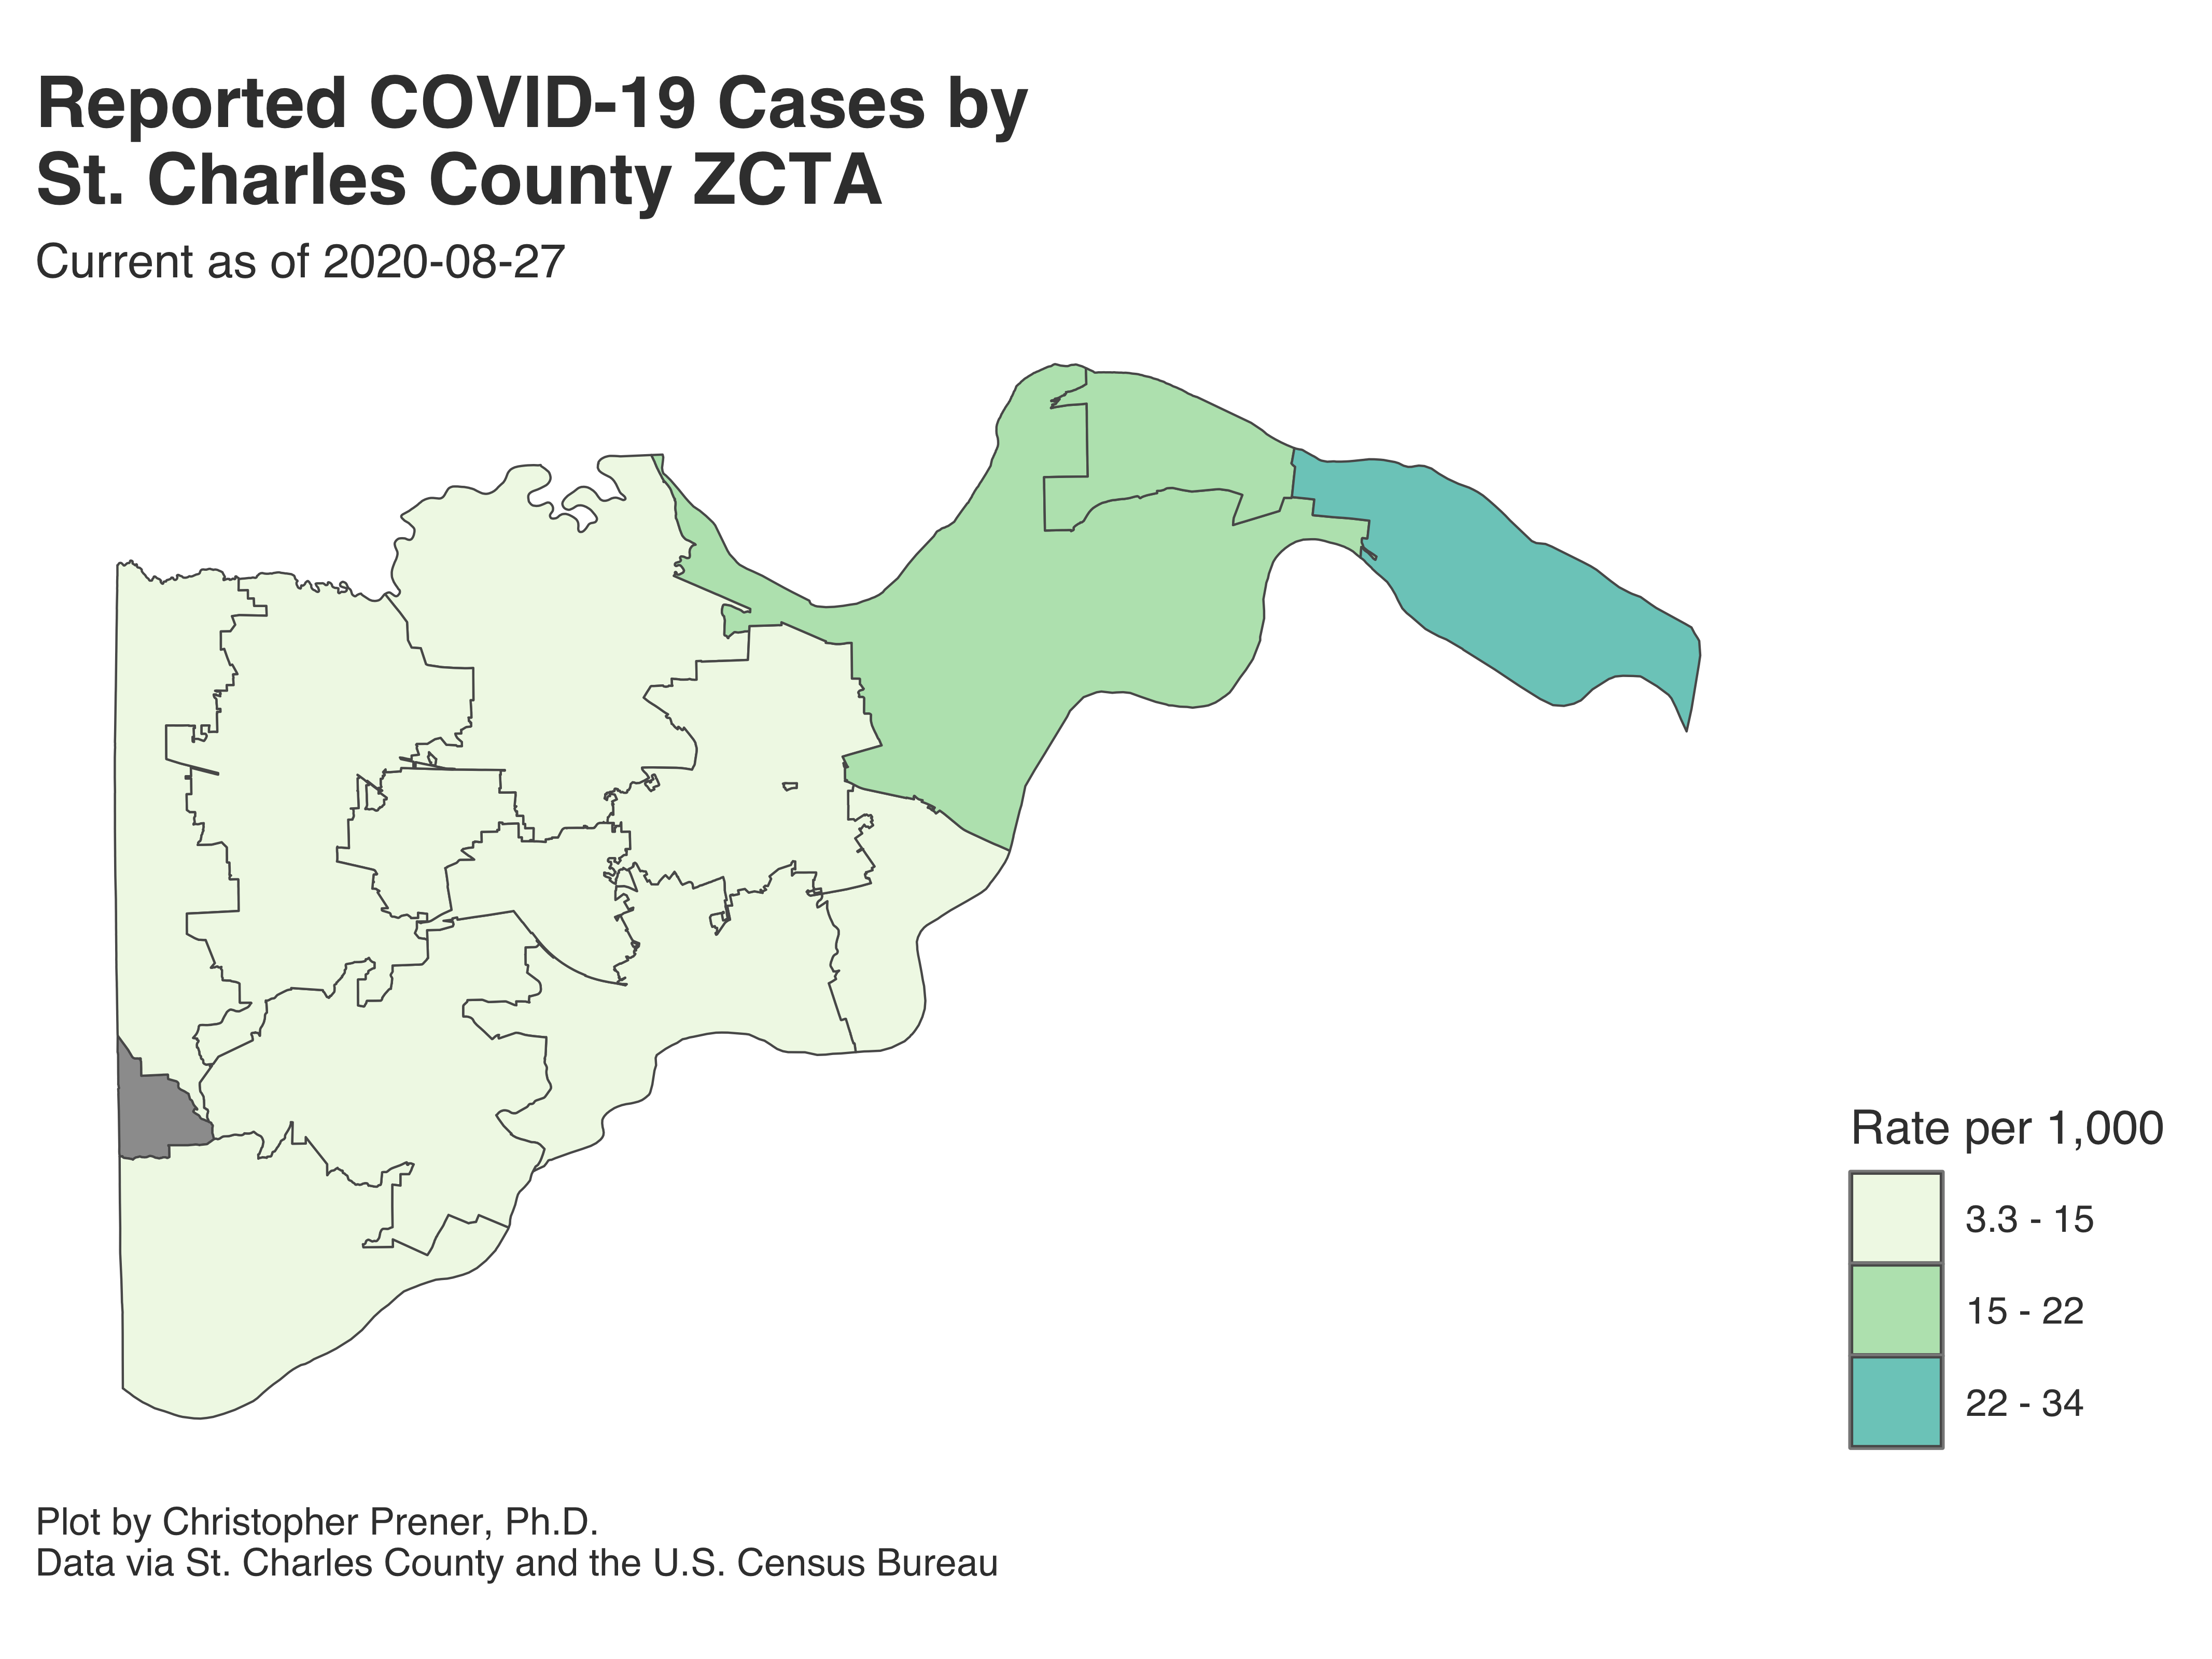 Reported COVID-19 Cases by
St. Charles County ZCTA
Current as of 2020-08-27
Rate per 1,000
3.3 - 15
15 - 22
22 - 34
Plot by Christopher Prener, Ph.D.
Data via St. Charles County and the U.S. Census Bureau